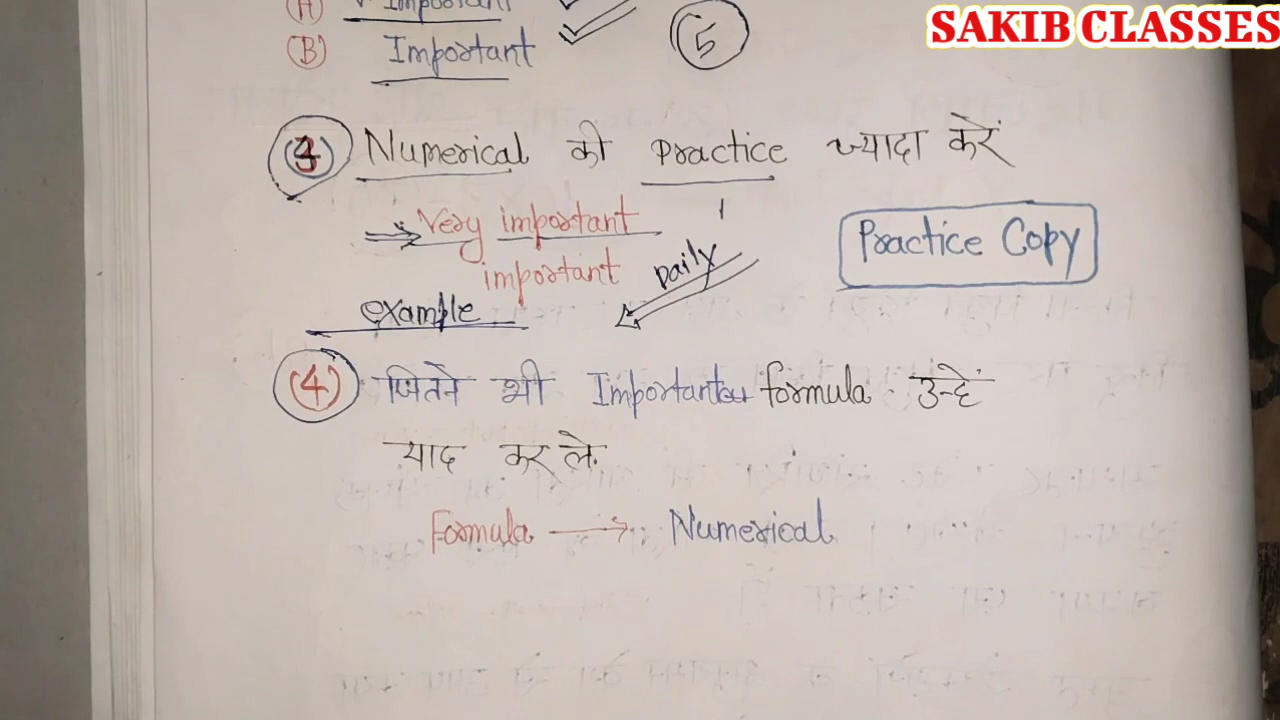 SAKIB CLASSES
(A) Important
(B) Important
5
(3) Numerical की Practice ज्यादा करें
⇒ Very important
important
Daily
Practice Copy
example
(4) जितने भी Important formula उन्हें
याद कर ले.
Formula → Numerical